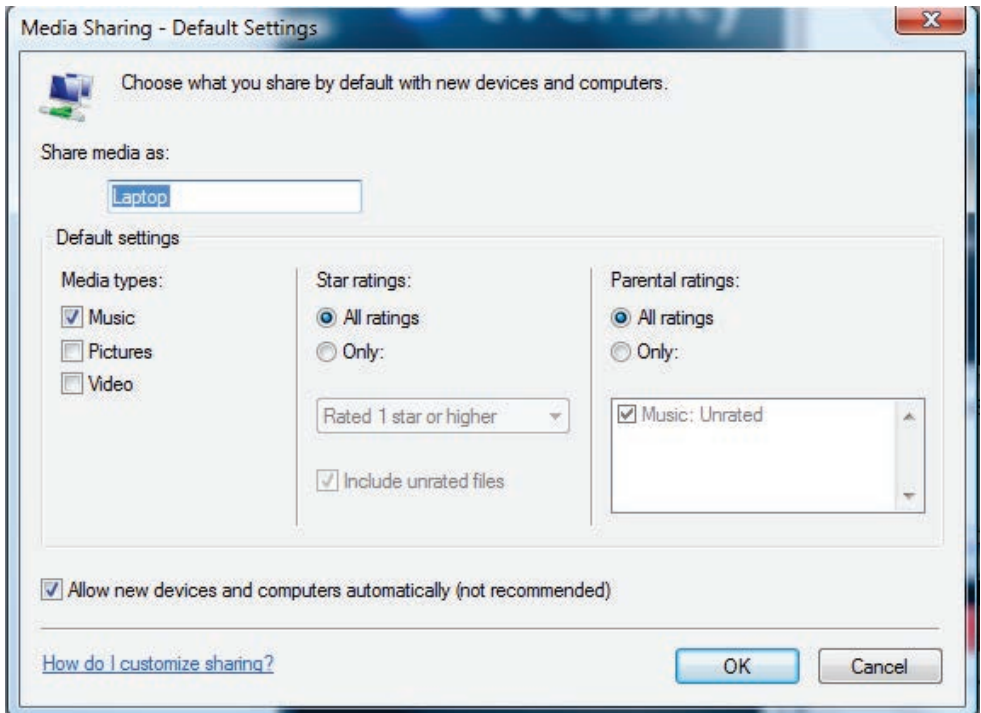 Media Sharing - Default Settings
Choose what you share by default with new devices and computers.
Share media as:
Laptop
Default settings
Media types:
Music
Pictures
Video
Star ratings:
All ratings
Only:
Rated 1 star or higher
Include unrated files
Parental ratings:
All ratings
Only:
Music: Unrated
Allow new devices and computers automatically (not recommended)
How do I customize sharing?
OK
Cancel